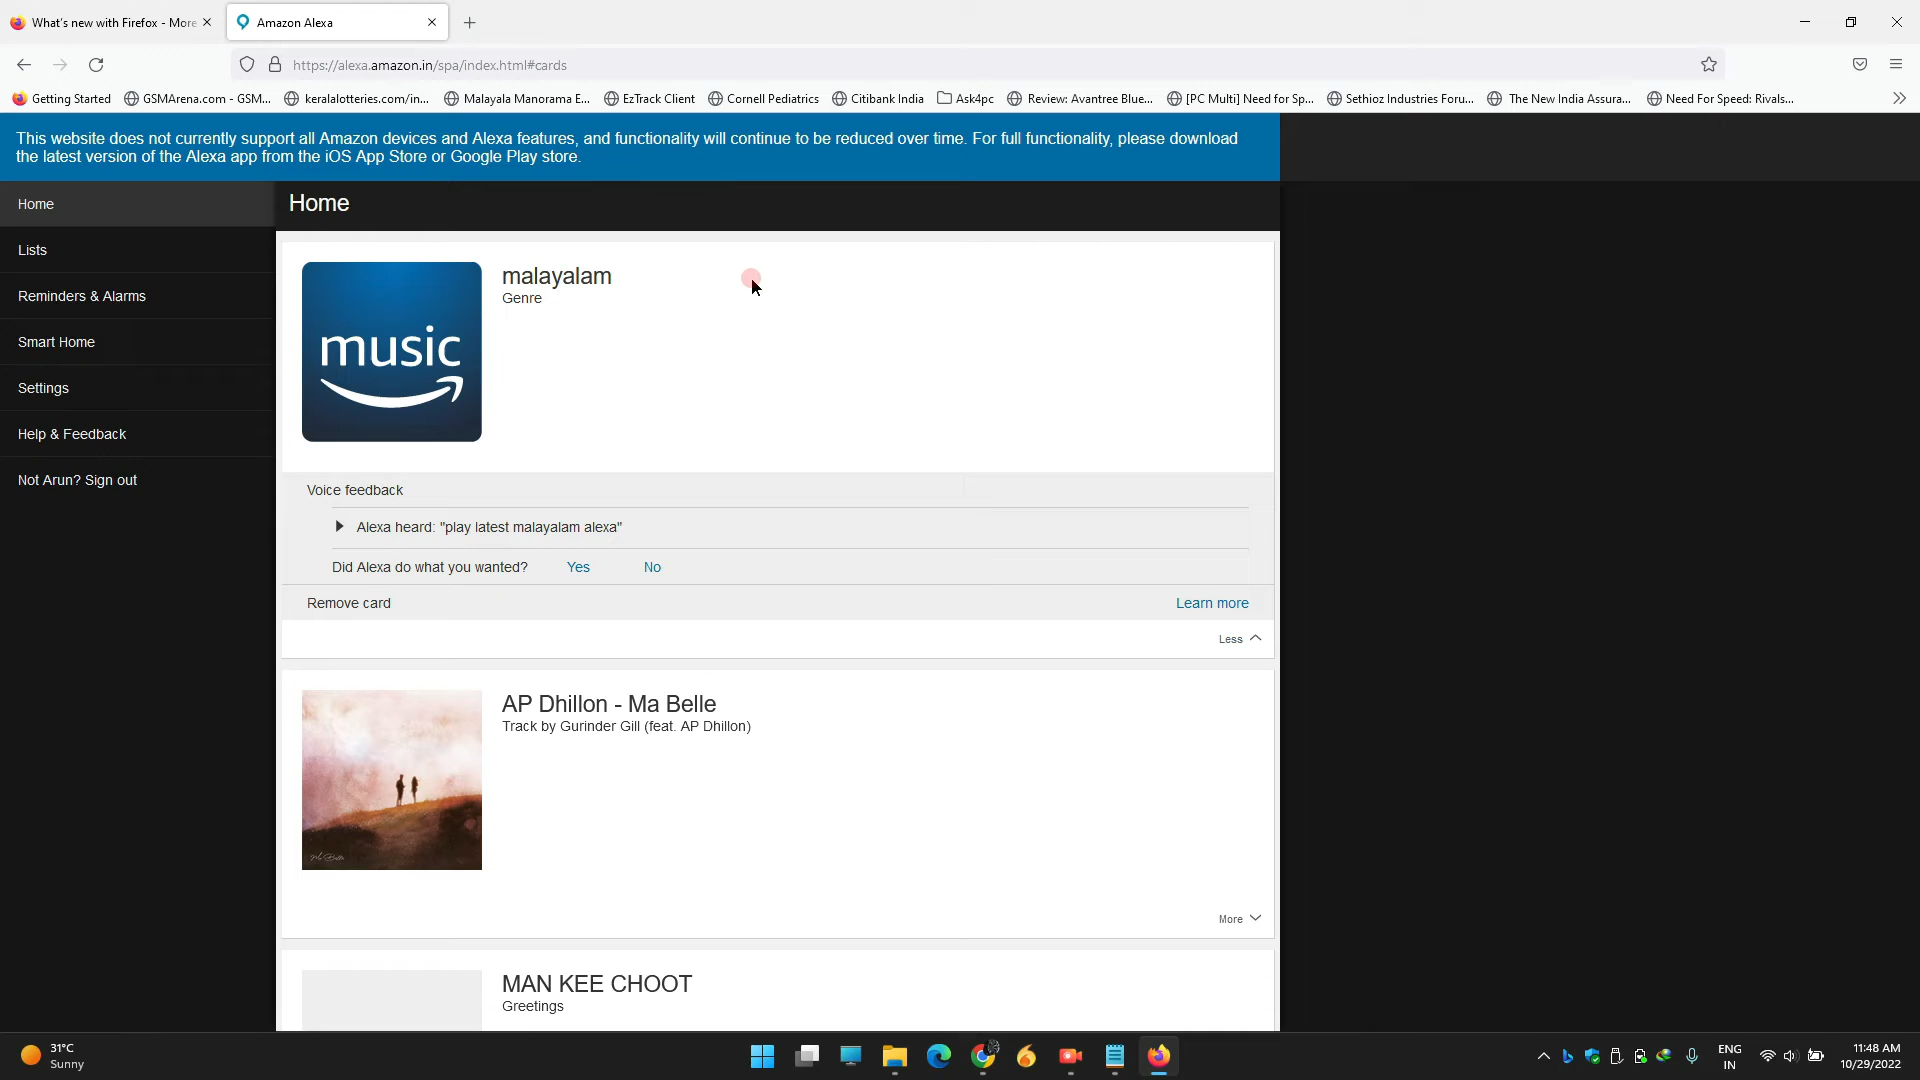 What's new with Firefox - More
Amazon Alexa
https://alexa.amazon.in/spa/index.html#cards
Getting Started
GSMArena.com - GSM...
keralalotteries.com/in...
Malayala Manorama E...
EzTrack Client
Cornell Pediatrics
Citibank India
Ask4pc
Review: Avantree Blue...
[PC Multi] Need for Sp...
Sethioz Industries Foru...
The New India Assura...
Need For Speed: Rivals...
This website does not currently support all Amazon devices and Alexa features, and functionality will continue to be reduced over time. For full functionality, please download
the latest version of the Alexa app from the iOS App Store or Google Play store.
Home
Lists
Reminders & Alarms
Smart Home
Settings
Help & Feedback
Not Arun? Sign out
Home
music
malayalam
Genre
Voice feedback
Alexa heard: "play latest malayalam alexa"
Did Alexa do what you wanted? Yes No
Remove card
Learn more
Less
AP Dhillon - Ma Belle
Track by Gurinder Gill (feat. AP Dhillon)
Ma Belle
More
MAN KEE CHOOT
Greetings
31°C
Sunny
ENG
IN
11:48 AM
10/29/2022